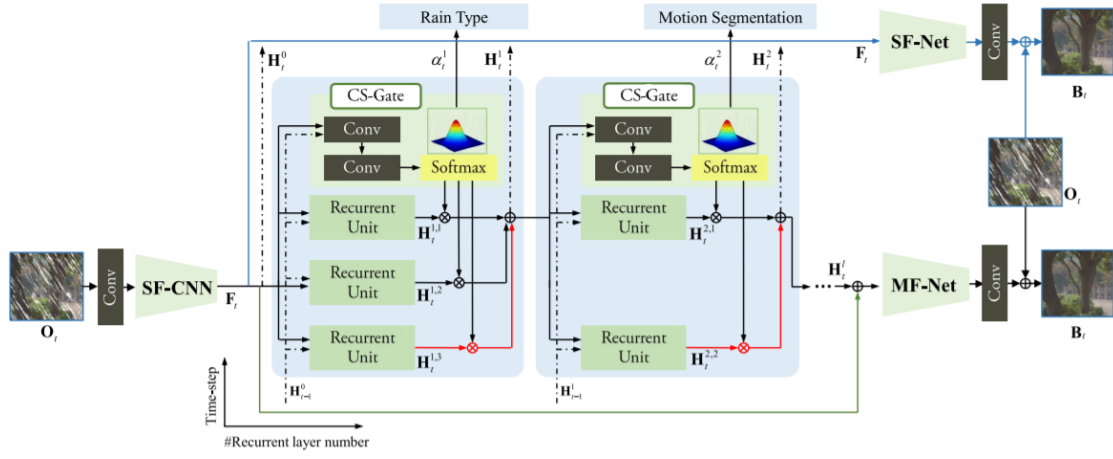 Rain Type
Motion Segmentation
H_t^0
α_t^1
H_t^1
α_t^2
H_t^2
F_t
SF-Net
Conv
B_t
CS-Gate
Conv
Conv
Softmax
CS-Gate
Conv
Conv
Softmax
O_t
Recurrent
Unit
H_t^{1,1}
Recurrent
Unit
H_t^{2,1}
O_t
Conv
SF-CNN
F_t
Recurrent
Unit
H_t^{1,2}
...
H_t^l
MF-Net
Conv
B_t
Recurrent
Unit
H_t^{1,3}
Recurrent
Unit
H_t^{2,2}
H_{t-1}^0
H_{t-1}^1
Time-step
#Recurrent layer number